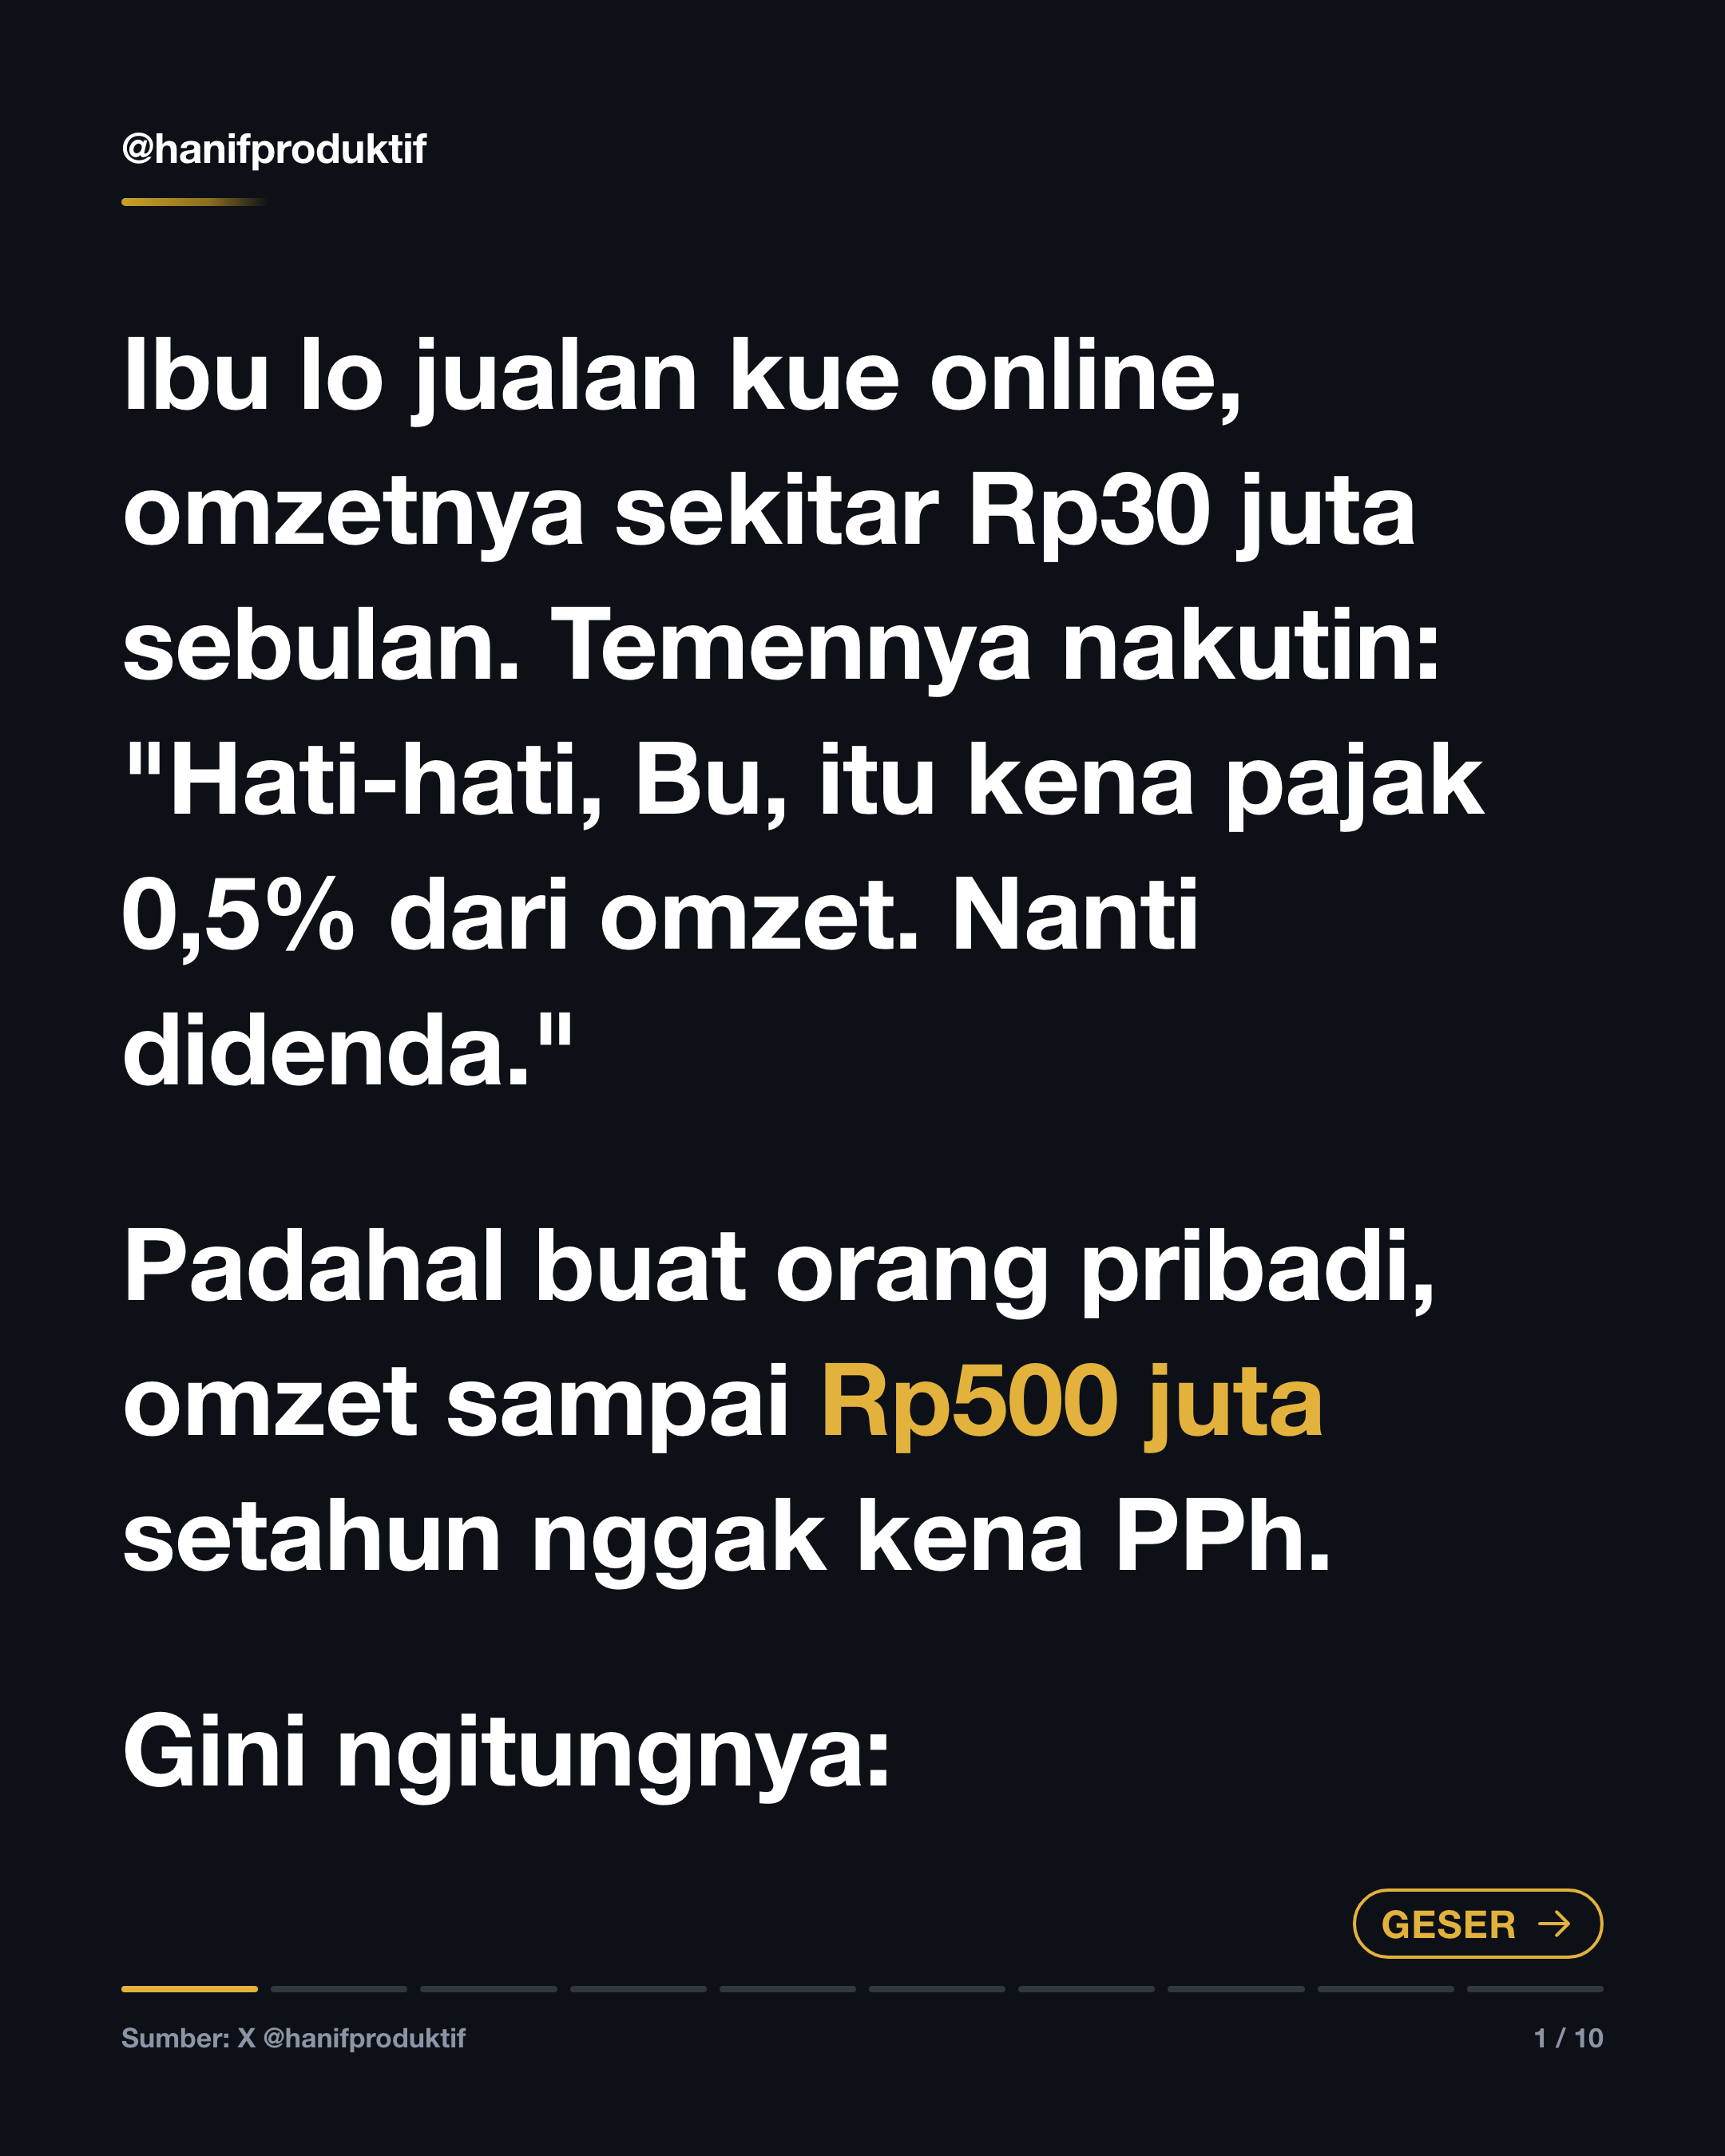 @hanifproduktif
Ibu lo jualan kue online,
omzetnya sekitar Rp30 juta
sebulan. Temennya nakutin:
"Hati-hati, Bu, itu kena pajak
0,5% dari omzet. Nanti
didenda."
Padahal buat orang pribadi,
omzet sampai Rp500 juta
setahun nggak kena PPh.
Gini ngitungnya:
GESER →
Sumber: X @hanifproduktif
1 / 10